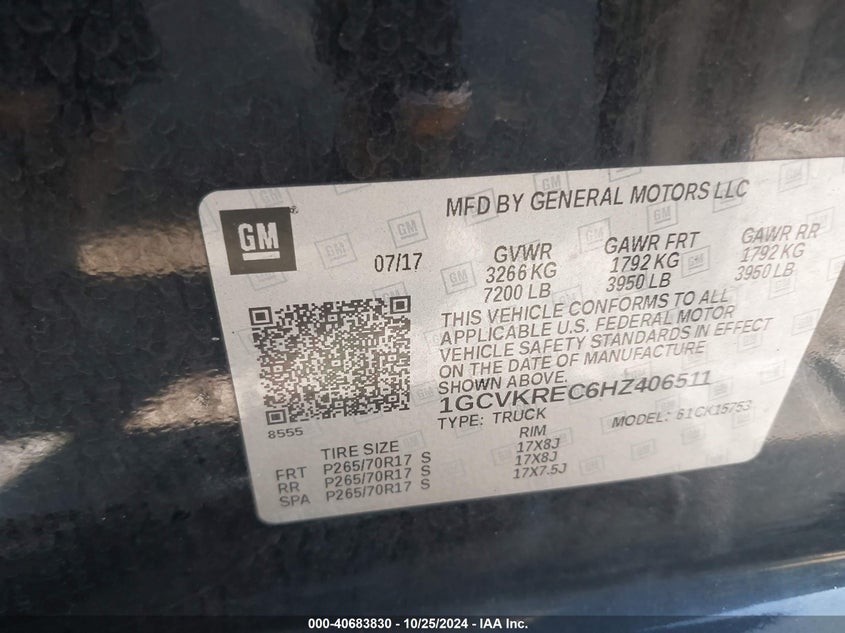 GM
MFD BY GENERAL MOTORS LLC
07/17
GVWR
3266 KG
7200 LB
GAWR FRT
1792 KG
3950 LB
GAWR RR
1792 KG
3950 LB
THIS VEHICLE CONFORMS TO ALL
APPLICABLE U.S. FEDERAL MOTOR
VEHICLE SAFETY STANDARDS IN EFFECT
ON THE DATE OF MANUFACTURE
SHOWN ABOVE.
1GCVKREC6HZ406511
TYPE: TRUCK
MODEL: 61CK15753
8555
TIRE SIZE RIM
FRT P265/70R17 S 17X8J
RR P265/70R17 S 17X8J
SPA P265/70R17 S 17X7.5J
000-40683830 - 10/25/2024 - IAA Inc.